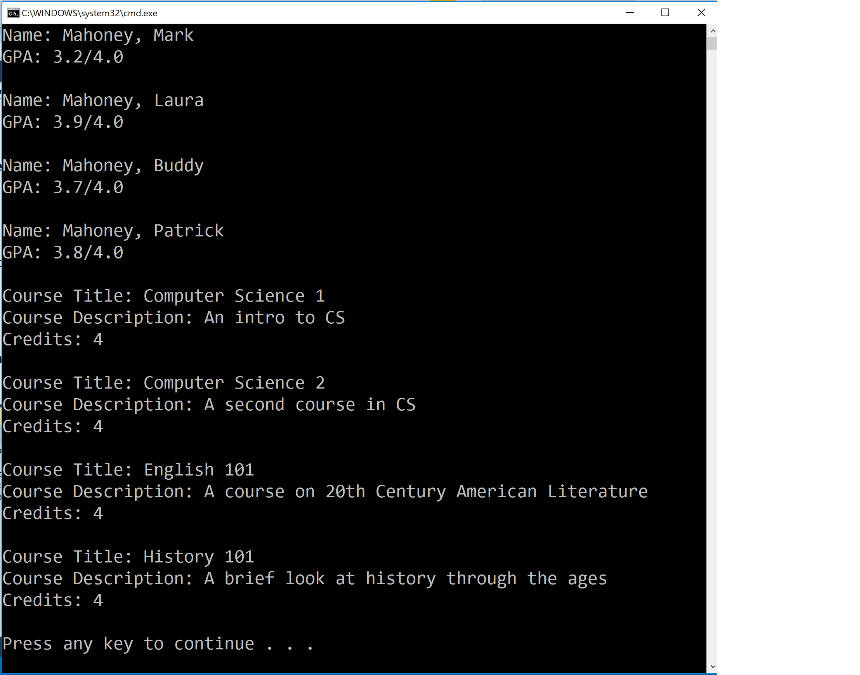 C:\WINDOWS\system32\cmd.exe
Name: Mahoney, Mark
GPA: 3.2/4.0
Name: Mahoney, Laura
GPA: 3.9/4.0
Name: Mahoney, Buddy
GPA: 3.7/4.0
Name: Mahoney, Patrick
GPA: 3.8/4.0
Course Title: Computer Science 1
Course Description: An intro to CS
Credits: 4
Course Title: Computer Science 2
Course Description: A second course in CS
Credits: 4
Course Title: English 101
Course Description: A course on 20th Century American Literature
Credits: 4
Course Title: History 101
Course Description: A brief look at history through the ages
Credits: 4
Press any key to continue . . .